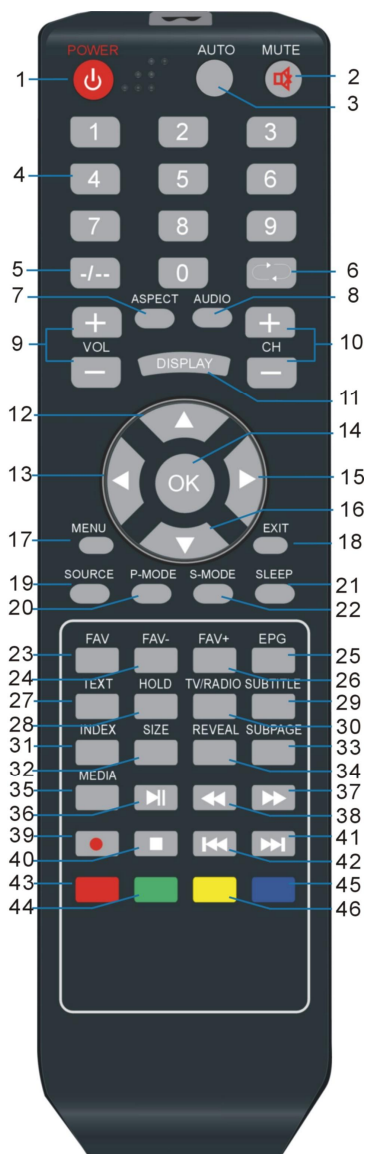 POWER AUTO MUTE
1 2
3
1 2 3
4 4 5 6
7 8 9
5 -/-- 0 6
7 ASPECT AUDIO 8
9 + + 10
VOL CH
− DISPLAY −
11
12
14
13 OK 15
16
17 MENU EXIT 18
19 SOURCE P-MODE S-MODE SLEEP 21
20 22
23 FAV FAV- FAV+ EPG 25
24 26
27 TEXT HOLD TV/RADIO SUBTITLE 29
28 30
31 INDEX SIZE REVEAL SUBPAGE 33
32 34
35 MEDIA 37
36 38
39 41
40 42
43 45
44 46